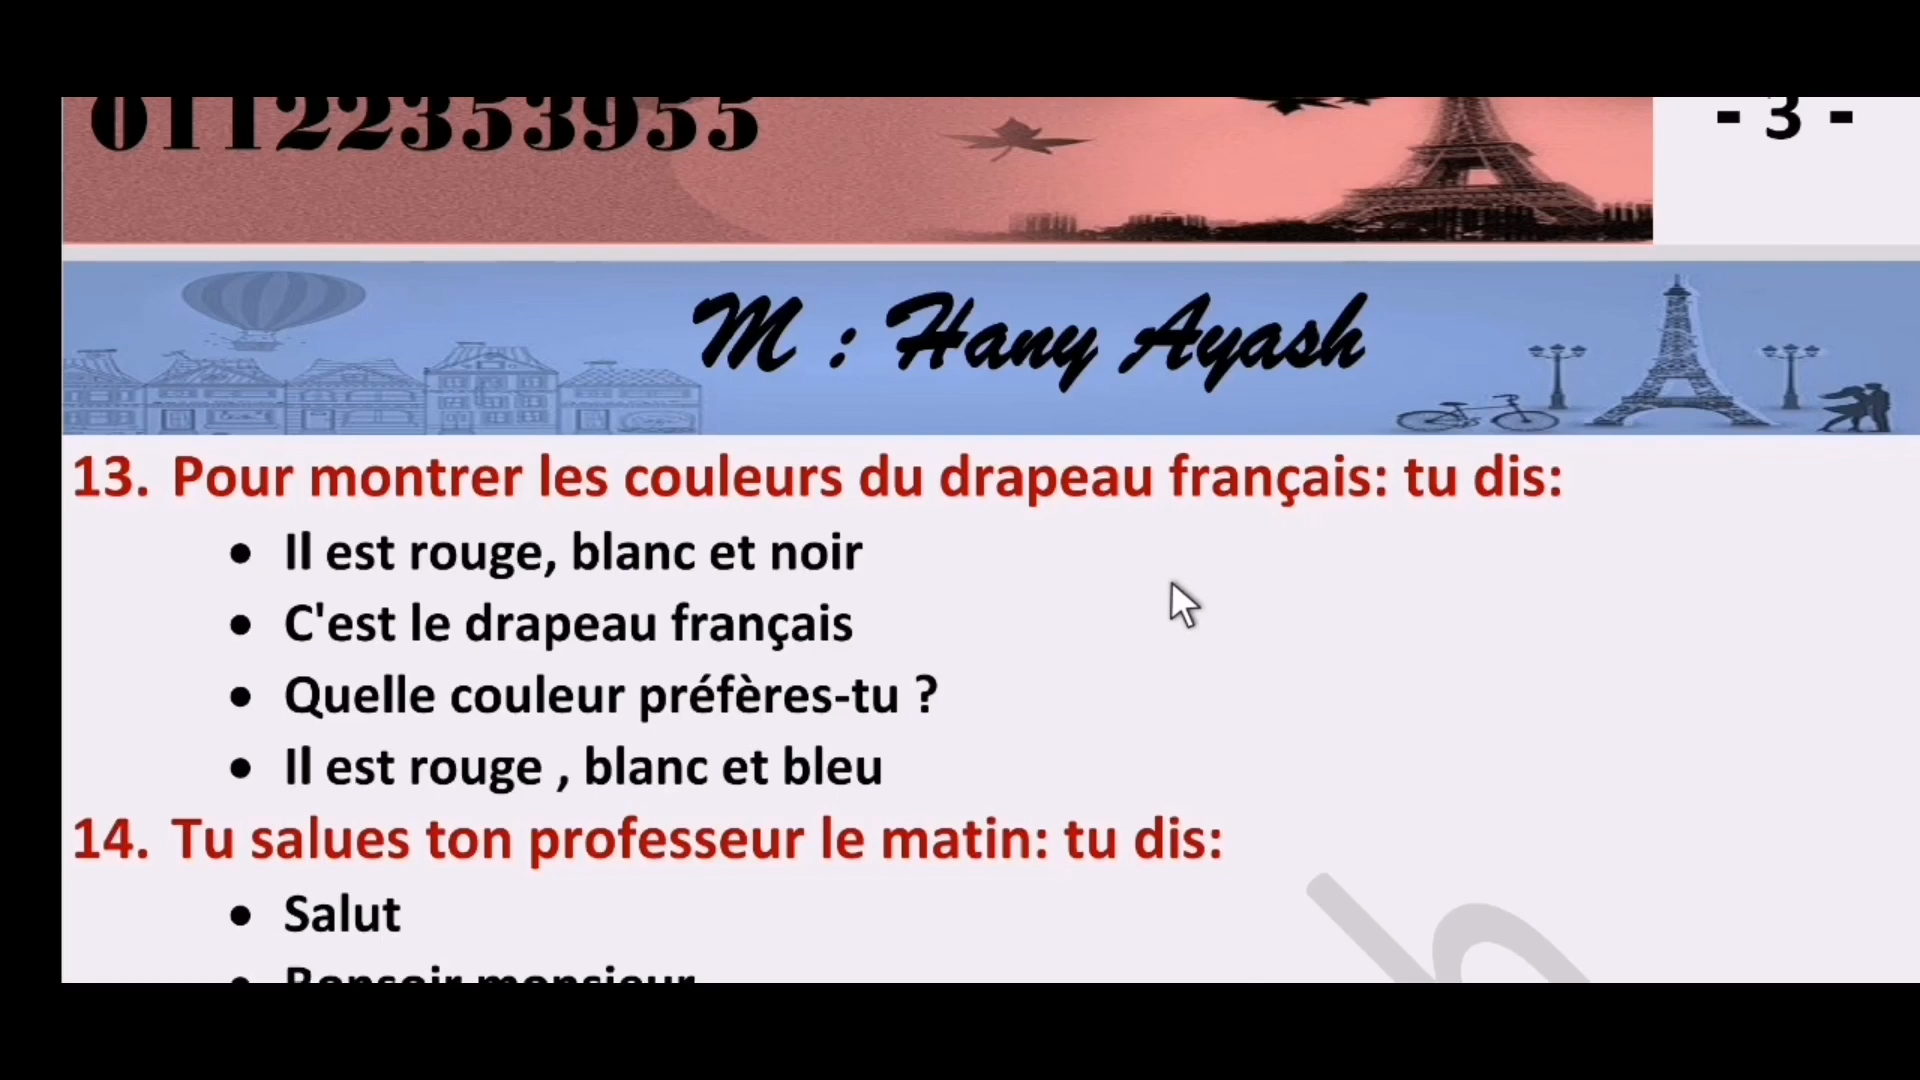 01122353955
- 3 -
M : Hany Ayash
13. Pour montrer les couleurs du drapeau français: tu dis:
• Il est rouge, blanc et noir
• C'est le drapeau français
• Quelle couleur préfères-tu ?
• Il est rouge , blanc et bleu
14. Tu salues ton professeur le matin: tu dis:
• Salut
• Bonsoir monsieur